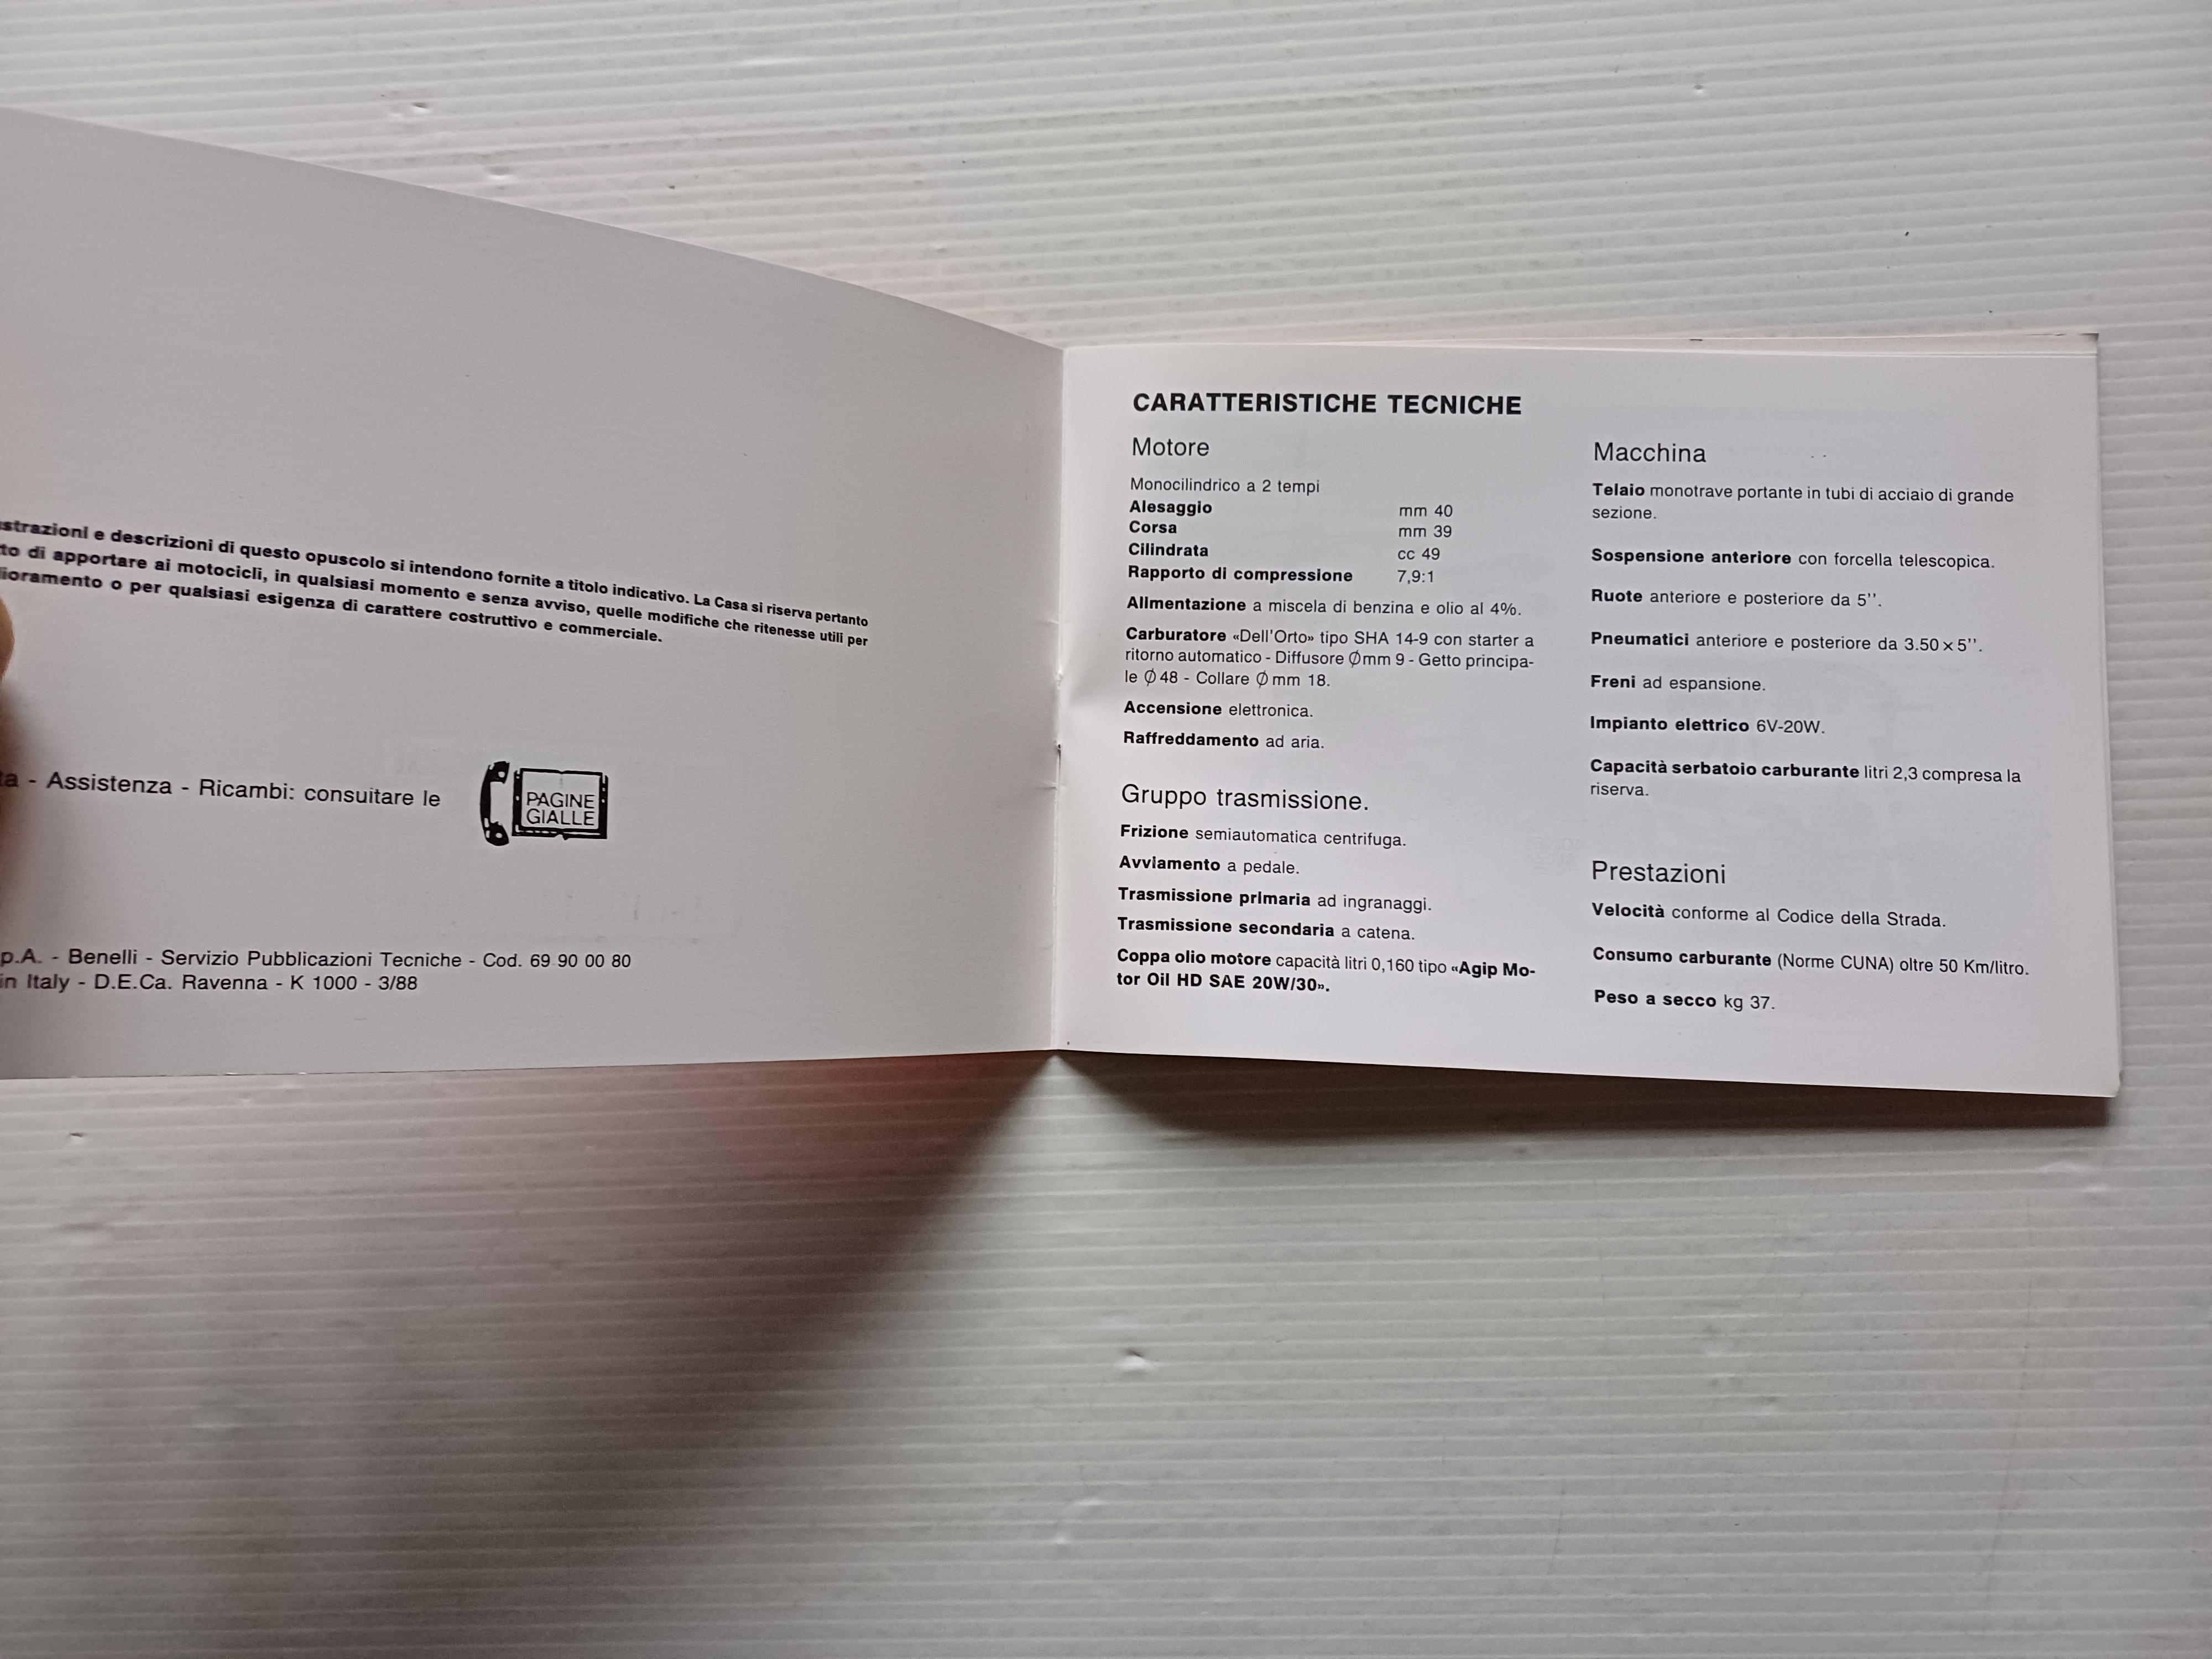 e descrizioni di questo opuscolo si intendono fornite a titolo indicativo. La Casa si riserva pertanto
di apportare ai motocicli, in qualsiasi momento e senza avviso, quelle modifiche che ritenesse utili per
o per qualsiasi esigenza di carattere costruttivo e commerciale.
- Assistenza - Ricambi: consuitare le
PAGINE
GIALLE
p.A. - Benelli - Servizio Pubblicazioni Tecniche - Cod. 69 90 00 80
in Italy - D.E.Ca. Ravenna - K 1000 - 3/88
CARATTERISTICHE TECNICHE
Motore
Monocilindrico a 2 tempi
Alesaggio mm 40
Corsa mm 39
Cilindrata cc 49
Rapporto di compressione 7,9:1
Alimentazione a miscela di benzina e olio al 4%.
Carburatore «Dell'Orto» tipo SHA 14-9 con starter a
ritorno automatico - Diffusore ∅ mm 9 - Getto principa-
le ∅ 48 - Collare ∅ mm 18.
Accensione elettronica.
Raffreddamento ad aria.
Gruppo trasmissione.
Frizione semiautomatica centrifuga.
Avviamento a pedale.
Trasmissione primaria ad ingranaggi.
Trasmissione secondaria a catena.
Coppa olio motore capacità litri 0,160 tipo «Agip Mo-
tor Oil HD SAE 20W/30».
Macchina
Telaio monotrave portante in tubi di acciaio di grande
sezione.
Sospensione anteriore con forcella telescopica.
Ruote anteriore e posteriore da 5''.
Pneumatici anteriore e posteriore da 3.50 × 5''.
Freni ad espansione.
Impianto elettrico 6V-20W.
Capacità serbatoio carburante litri 2,3 compresa la
riserva.
Prestazioni
Velocità conforme al Codice della Strada.
Consumo carburante (Norme CUNA) oltre 50 Km/litro.
Peso a secco kg 37.